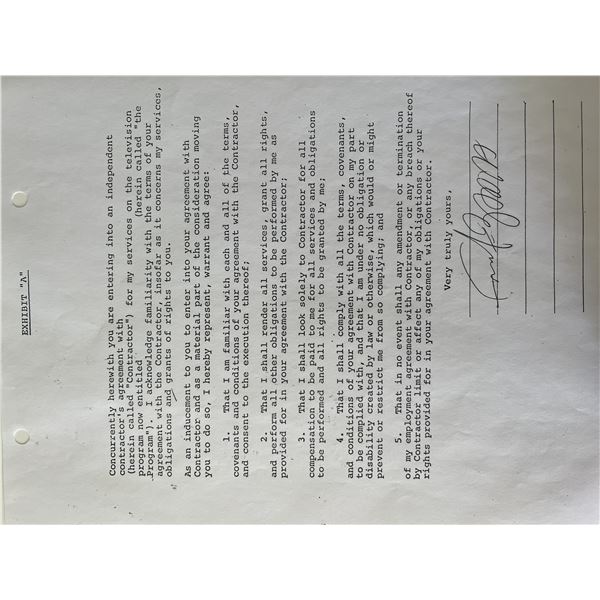 EXHIBIT "A"
Concurrently herewith you are entering into an independent
contractor's agreement with
(herein called "Contractor") for my services on the television
program now entitled (herein called "the
Program"). I acknowledge familiarity with the terms of your
agreement with the Contractor, insofar as it concerns my services,
obligations and grants of rights to you.
As an inducement to you to enter into your agreement with
Contractor and as a material part of the consideration moving
you to do so, I hereby represent, warrant and agree:
1. That I am familiar with each and all of the terms,
covenants and conditions of your agreement with the Contractor,
and consent to the execution thereof;
2. That I shall render all services, grant all rights,
and perform all other obligations to be performed by me as
provided for in your agreement with the Contractor;
3. That I shall look solely to Contractor for all
compensation to be paid to me for all services and obligations
to be performed and all rights to be granted by me;
4. That I shall comply with all the terms, covenants,
and conditions of your agreement with Contractor on my part
to be complied with, and that I am under no obligation or
disability created by law or otherwise, which would or might
prevent or restrict me from so complying; and
5. That in no event shall any amendment or termination
of my employment agreement with Contractor, or any breach thereof
by Contractor limit or affect any of my obligations or your
rights provided for in your agreement with Contractor.
Very truly yours,